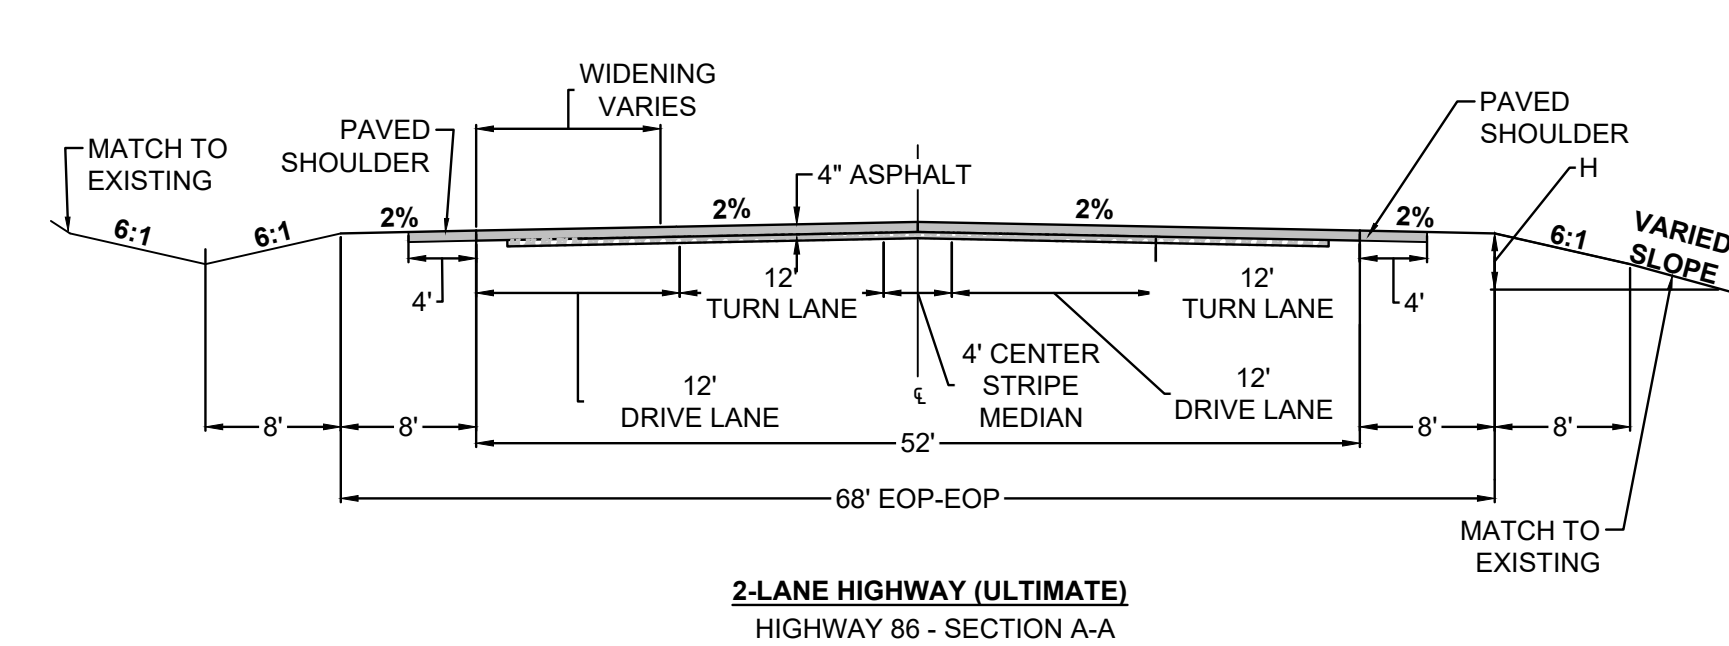 WIDENING
VARIES
PAVED
SHOULDER
MATCH TO
EXISTING
PAVED
SHOULDER
H
4" ASPHALT
6:1
6:1
2%
2%
2%
2%
6:1
VARIED
SLOPE
4'
12'
TURN LANE
12'
TURN LANE
4'
12'
DRIVE LANE
4' CENTER
STRIPE
MEDIAN
℄
12'
DRIVE LANE
8'
8'
52'
8'
8'
68' EOP-EOP
MATCH TO
EXISTING
2-LANE HIGHWAY (ULTIMATE)
HIGHWAY 86 - SECTION A-A